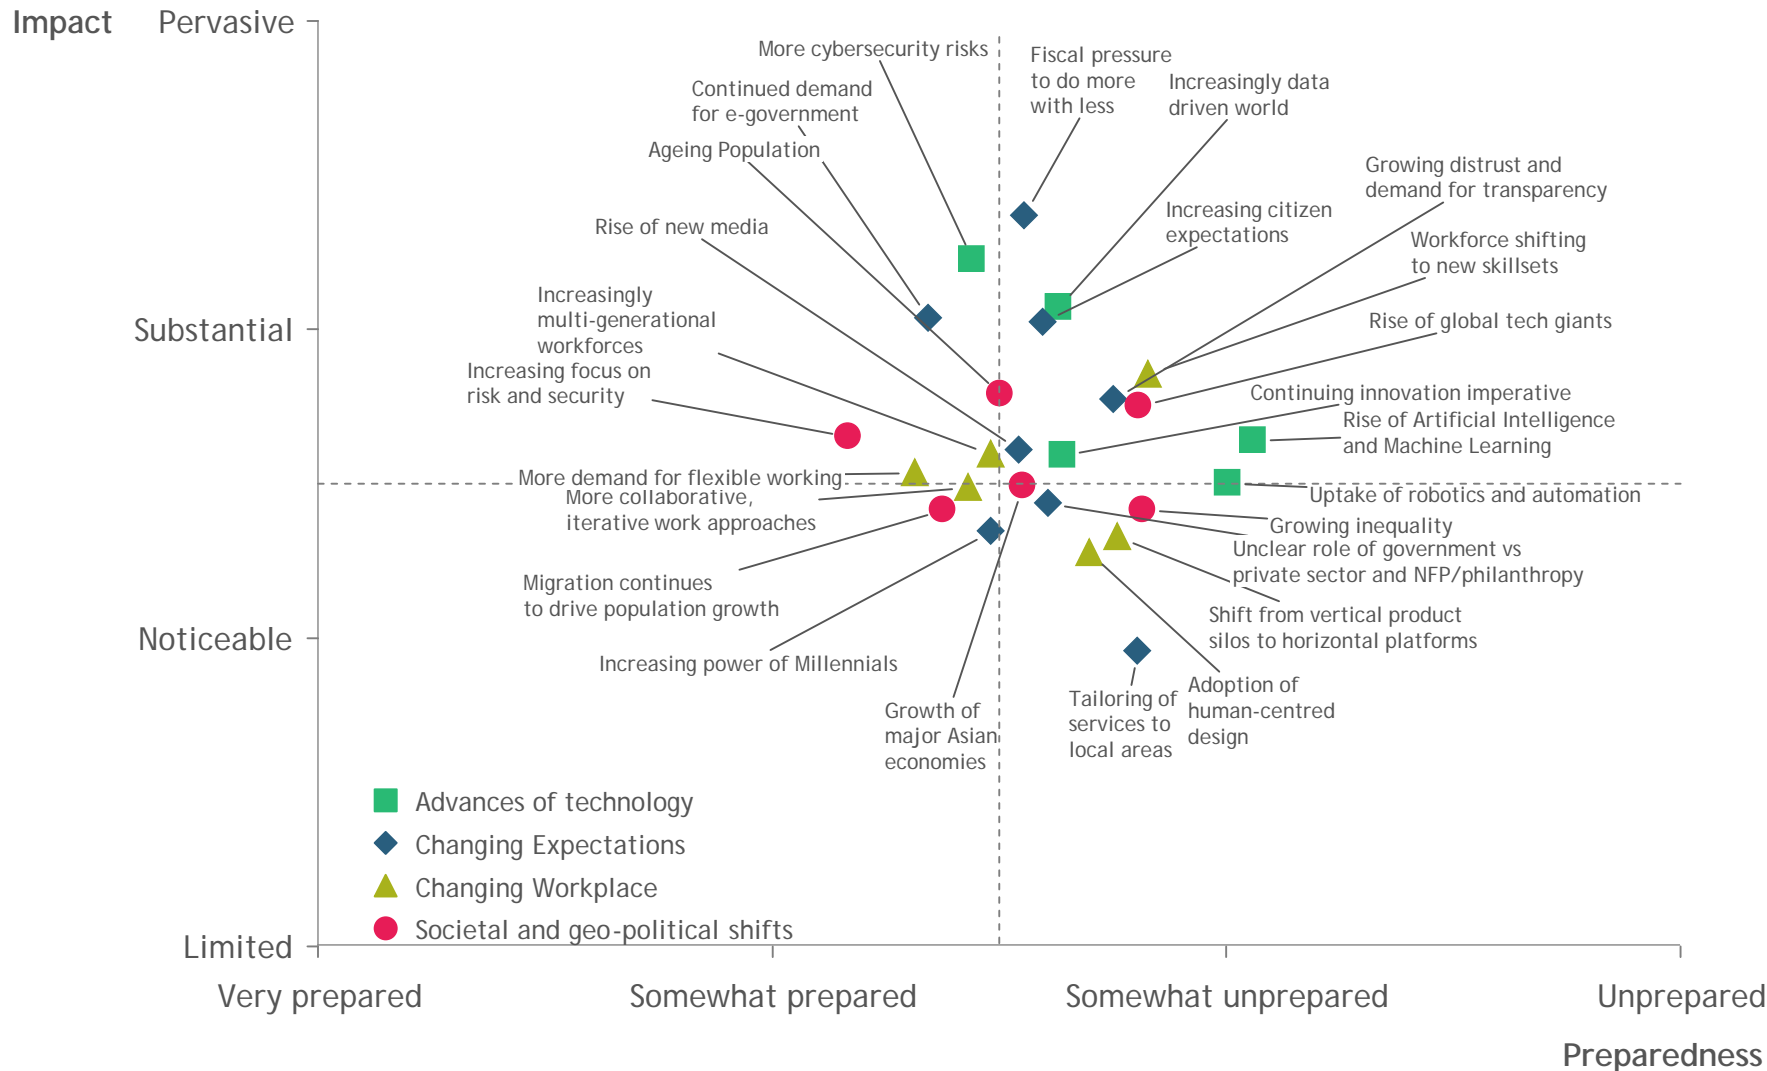 Impact
Pervasive
More cybersecurity risks
Fiscal pressure
to do more
with less
Increasingly data
driven world
Continued demand
for e-government
Ageing Population
Growing distrust and
demand for transparency
Rise of new media
Increasing citizen
expectations
Workforce shifting
to new skillsets
Increasingly
multi-generational
workforces
Substantial
Rise of global tech giants
Increasing focus on
risk and security
Continuing innovation imperative
Rise of Artificial Intelligence
and Machine Learning
More demand for flexible working
More collaborative,
iterative work approaches
Uptake of robotics and automation
Growing inequality
Unclear role of government vs
private sector and NFP/philanthropy
Migration continues
to drive population growth
Shift from vertical product
silos to horizontal platforms
Noticeable
Increasing power of Millennials
Growth of
major Asian
economies
Tailoring of
services to
local areas
Adoption of
human-centred
design
Advances of technology
Changing Expectations
Changing Workplace
Societal and geo-political shifts
Limited
Very prepared
Somewhat prepared
Somewhat unprepared
Unprepared
Preparedness